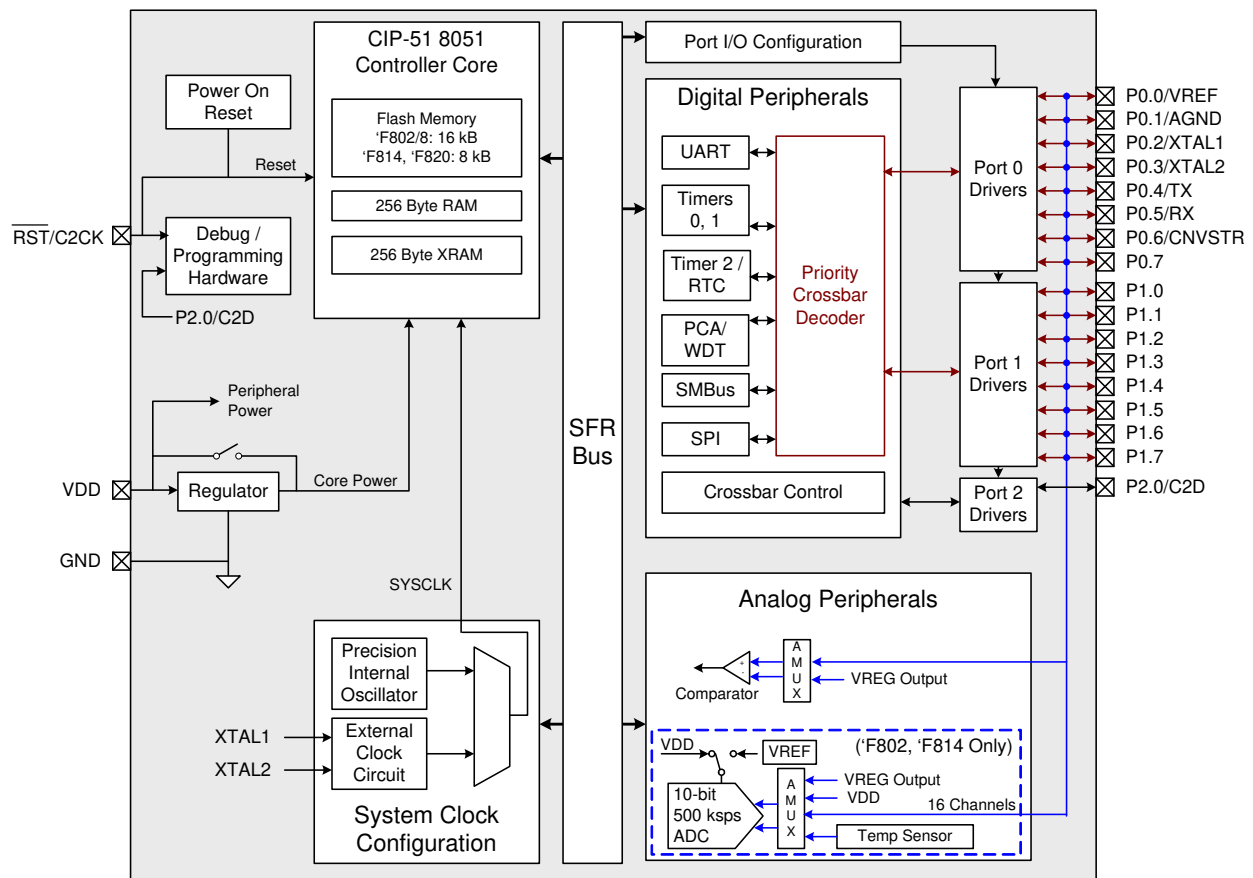 CIP-51 8051
Controller Core
Flash Memory
‘F802/8: 16 kB
‘F814, ‘F820: 8 kB
256 Byte RAM
256 Byte XRAM
Power On
Reset
Reset
RST/C2CK
Debug /
Programming
Hardware
P2.0/C2D
Peripheral
Power
VDD
Regulator
Core Power
GND
SYSCLK
Precision
Internal
Oscillator
XTAL1
XTAL2
External
Clock
Circuit
System Clock
Configuration
SFR
Bus
Port I/O Configuration
Digital Peripherals
UART
Timers
0, 1
Timer 2 /
RTC
PCA/
WDT
SMBus
SPI
Priority
Crossbar
Decoder
Crossbar Control
Port 0
Drivers
Port 1
Drivers
Port 2
Drivers
P0.0/VREF
P0.1/AGND
P0.2/XTAL1
P0.3/XTAL2
P0.4/TX
P0.5/RX
P0.6/CNVSTR
P0.7
P1.0
P1.1
P1.2
P1.3
P1.4
P1.5
P1.6
P1.7
P2.0/C2D
Analog Peripherals
+
-
Comparator
A
M
U
X
VREG Output
(‘F802, ‘F814 Only)
VDD
VREF
10-bit
500 ksps
ADC
A
M
U
X
VREG Output
VDD
16 Channels
Temp Sensor